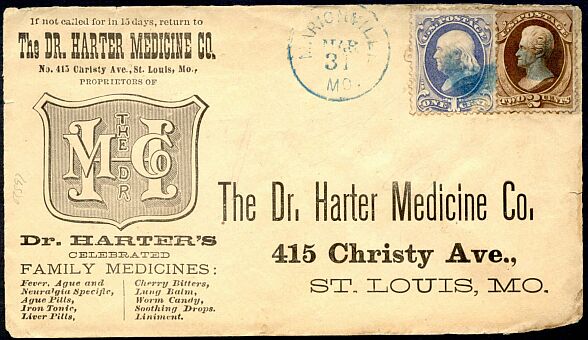 If not called for in 15 days, return to
The DR. HARTER MEDICINE CO.
No. 415 Christy Ave., St. Louis, Mo.,
PROPRIETORS OF
THE DR
H M Co
Dr. HARTER'S
CELEBRATED
FAMILY MEDICINES:
Fever, Ague and
Neuralgia Specific,
Ague Pills,
Iron Tonic,
Liver Pills,
Cherry Bitters,
Lung Balm,
Worm Candy,
Soothing Drops.
Liniment.
MARIONVILLE
MAR
31
MO.
U.S. POSTAGE
ONE 1 CENT
U.S. POSTAGE
TWO 2 CENTS
The Dr. Harter Medicine Co.
415 Christy Ave.,
ST. LOUIS, MO.